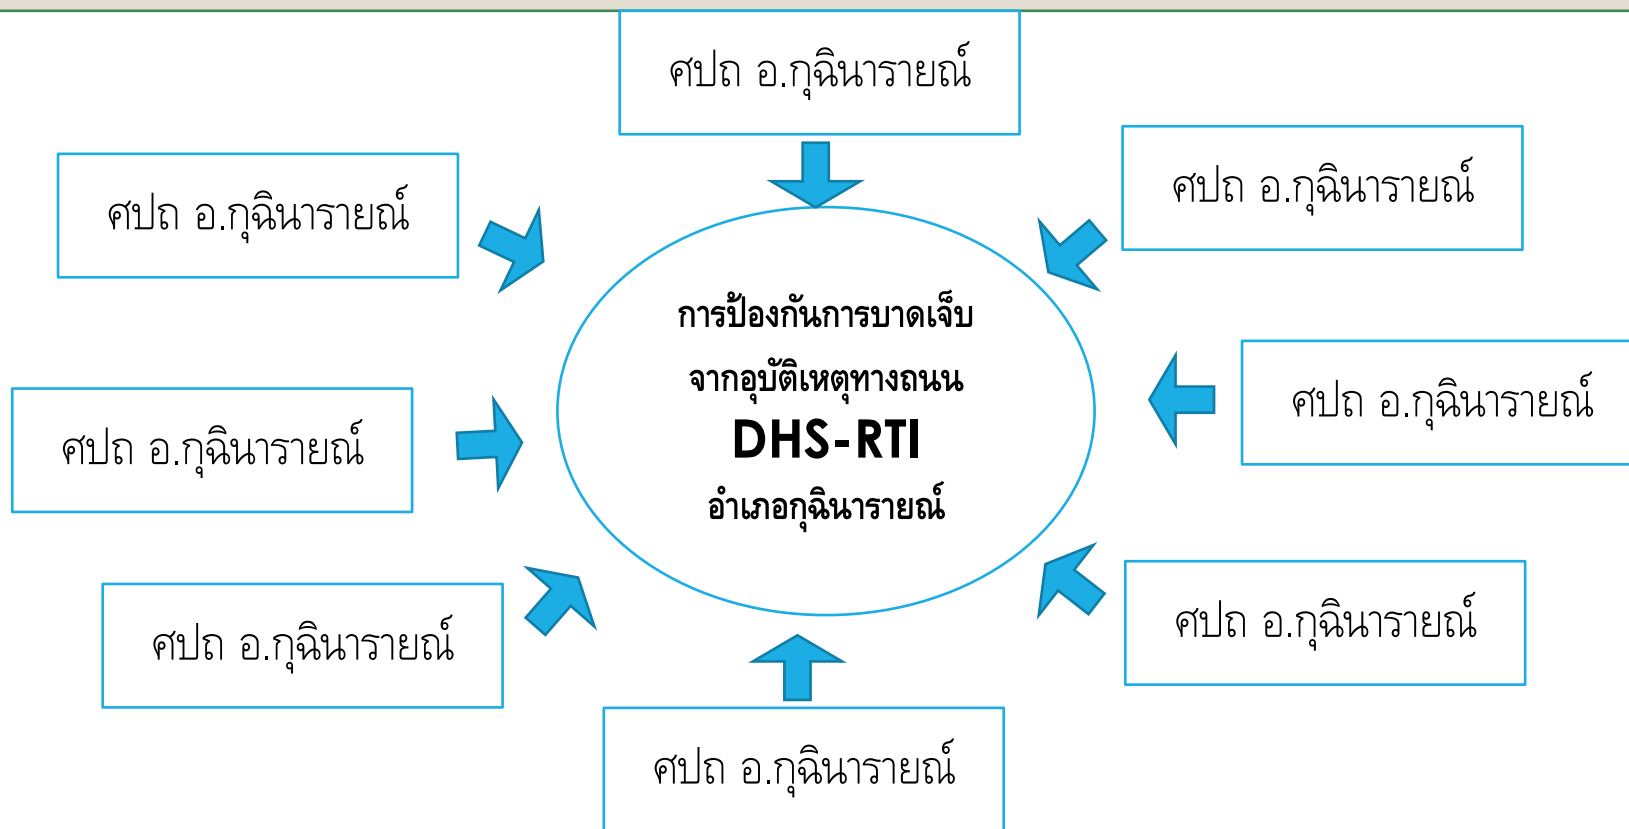 ศปถ อ.กุฉินารายณ์
ศปถ อ.กุฉินารายณ์
ศปถ อ.กุฉินารายณ์
การป้องกันการบาดเจ็บ
จากอุบัติเหตุทางถนน
DHS-RTI
อำเภอกุฉินารายณ์
ศปถ อ.กุฉินารายณ์
ศปถ อ.กุฉินารายณ์
ศปถ อ.กุฉินารายณ์
ศปถ อ.กุฉินารายณ์
ศปถ อ.กุฉินารายณ์